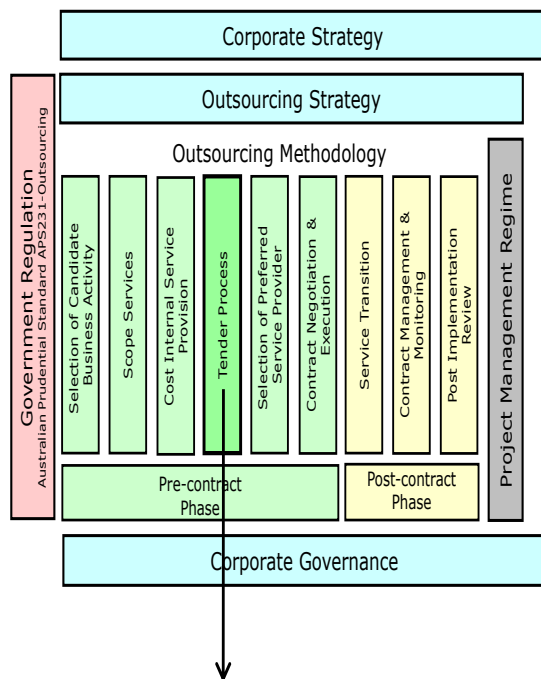 Corporate Strategy
Outsourcing Strategy
Government Regulation
Australian Prudential Standard APS231-Outsourcing
Outsourcing Methodology
Selection of Candidate
Business Activity
Scope Services
Cost Internal Service
Provision
Tender Process
Selection of Preferred
Service Provider
Contract Negotiation &
Execution
Service Transition
Contract Management &
Monitoring
Post Implementation
Review
Project Management Regime
Pre-contract
Phase
Post-contract
Phase
Corporate Governance